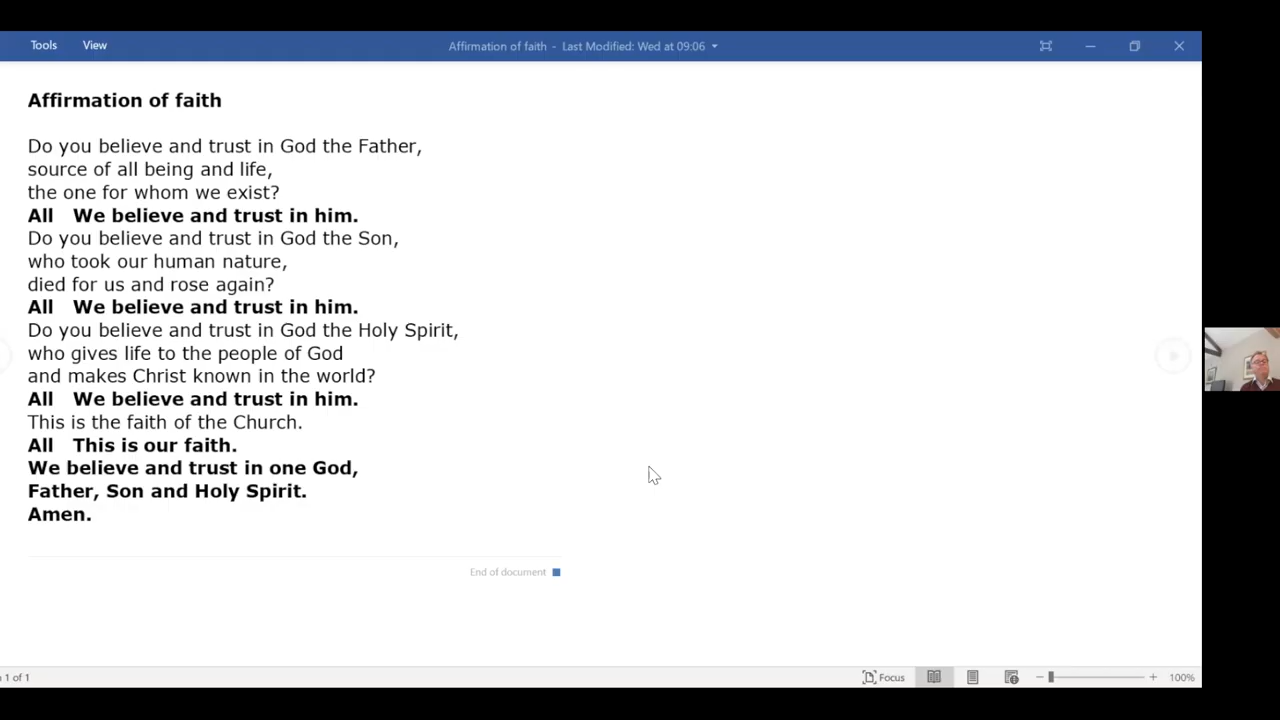 Tools View Affirmation of faith - Last Modified: Wed at 09:06
Affirmation of faith
Do you believe and trust in God the Father,
source of all being and life,
the one for whom we exist?
All We believe and trust in him.
Do you believe and trust in God the Son,
who took our human nature,
died for us and rose again?
All We believe and trust in him.
Do you believe and trust in God the Holy Spirit,
who gives life to the people of God
and makes Christ known in the world?
All We believe and trust in him.
This is the faith of the Church.
All This is our faith.
We believe and trust in one God,
Father, Son and Holy Spirit.
Amen.
End of document
1 of 1 Focus 100%